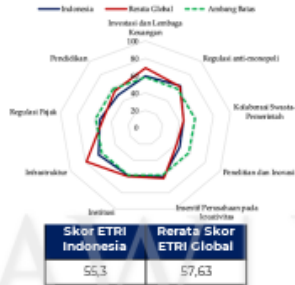 Indonesia Rerata Global Ambang Batas
Investasi dan Lembaga
Keuangan
100
Pendidikan
80
Regulasi anti-monopoli
60
40
Regulasi Pajak
20
Kolaborasi Swasta-
Pemerintah
0
Infrastruktur
Penelitian dan Inovasi
Institusi
Insentif Perusahaan pada
Kreativitas
Skor ETRI
Indonesia
Rerata Skor
ETRI Global
55,3
57,63